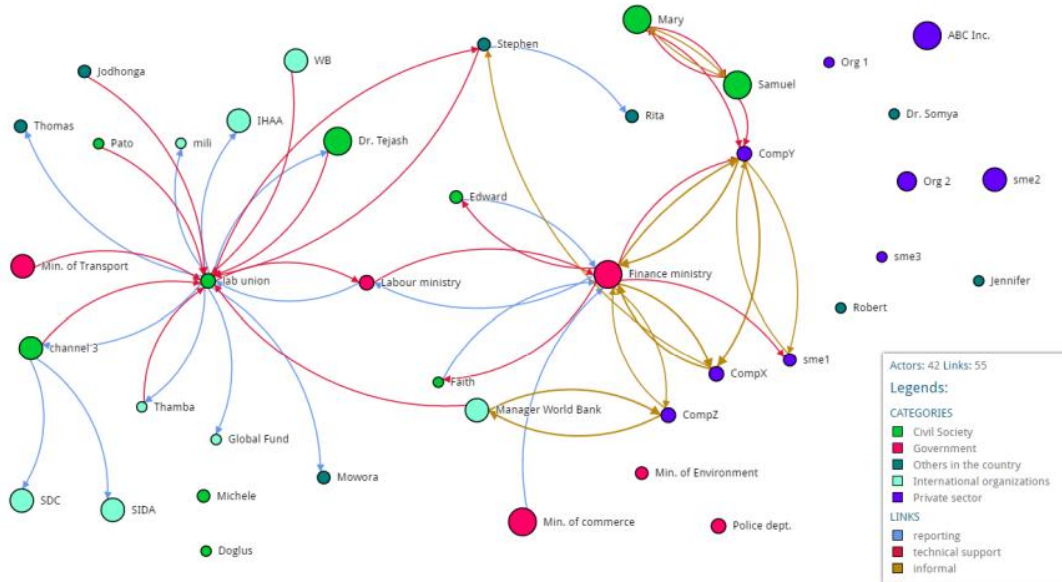 Mary
ABC Inc.
Stephen
WB
Org 1
Jodhonga
Samuel
Dr. Somya
Rita
Thomas
IHAA
Pato
mili
Dr. Tejash
CompY
Org 2
sme2
Edward
sme3
Min. of Transport
lab union
Labour ministry
Finance ministry
Jennifer
Robert
channel 3
sme1
CompX
Faith
Thamba
Manager World Bank
CompZ
Global Fund
Min. of Environment
Mowora
Michele
SDC
SIDA
Min. of commerce
Police dept.
Doglus
Actors: 42 Links: 55
Legends:
CATEGORIES
Civil Society
Government
Others in the country
International organizations
Private sector
LINKS
reporting
technical support
informal